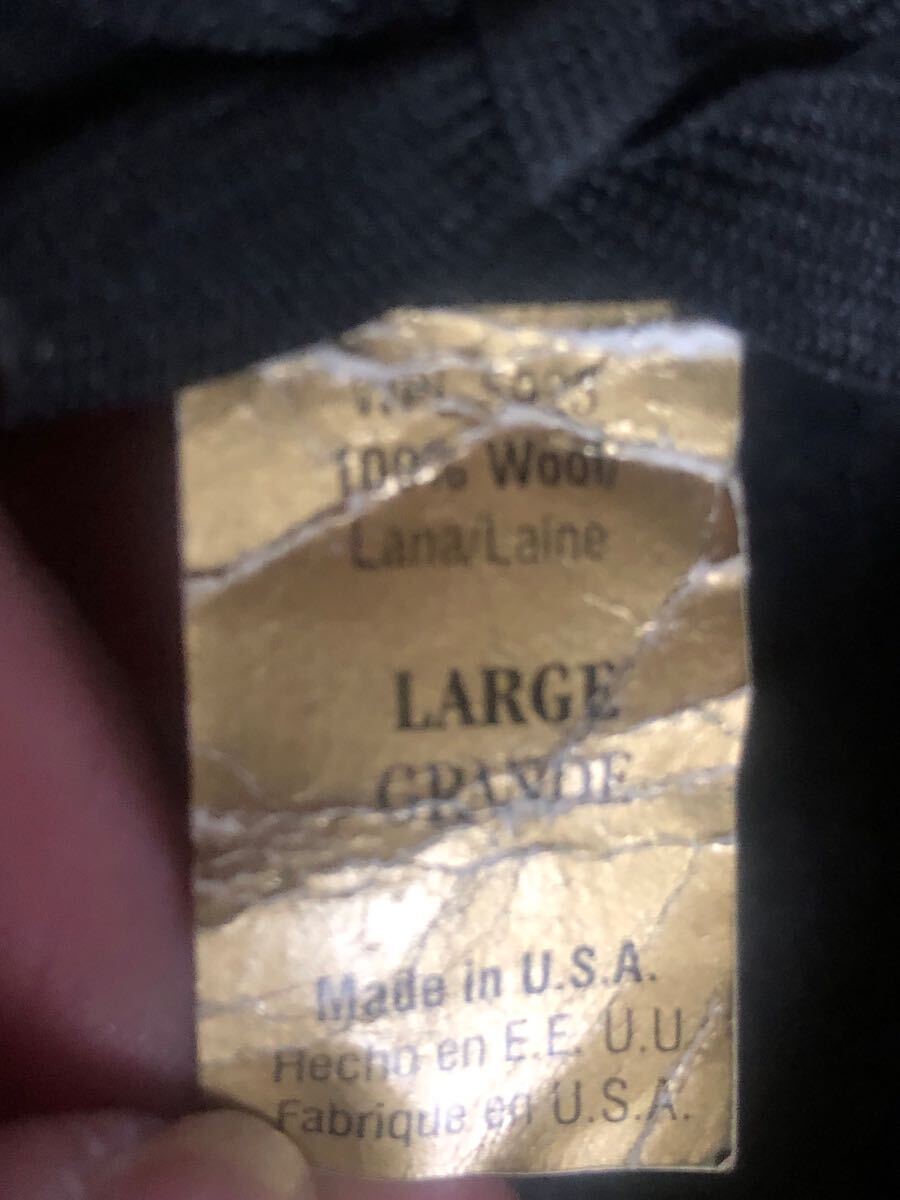 100% Wool/
Lana/Laine
LARGE
GRANDE
Made in U.S.A.
Hecho en E.E. U.U.
Fabrique en U.S.A.